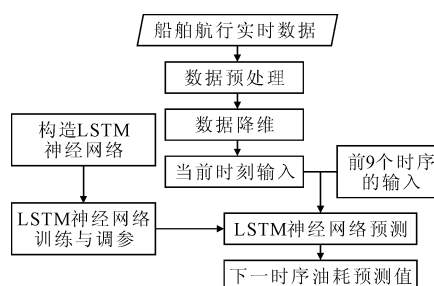 船舶航行实时数据
数据预处理
构造LSTM
神经网络
数据降维
当前时刻输入
前9个时序
的输入
LSTM神经网络
训练与调参
LSTM神经网络预测
下一时序油耗预测值